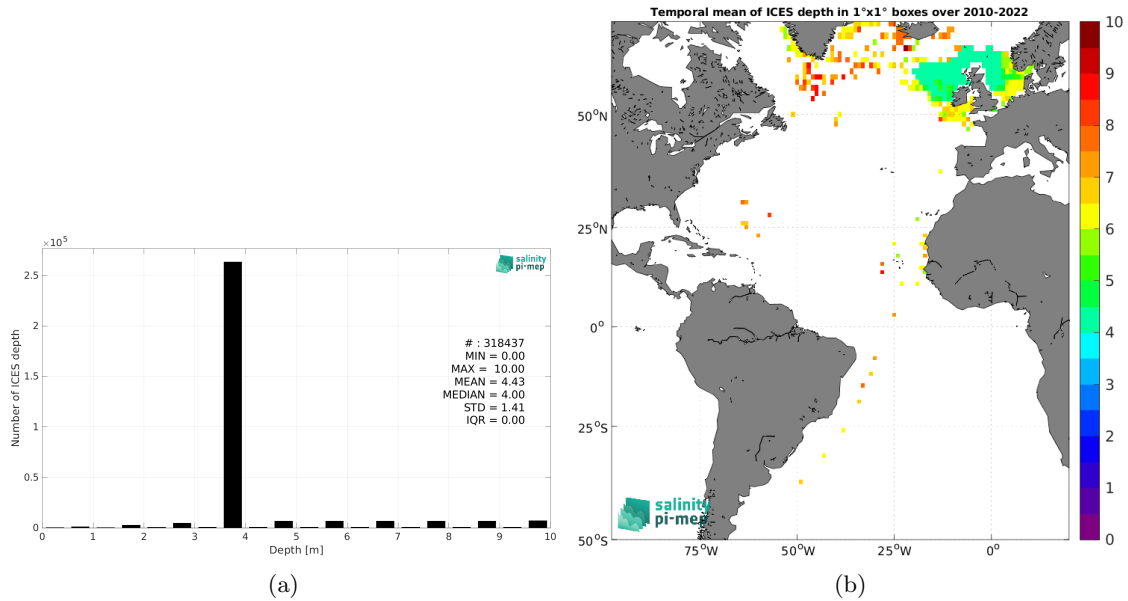 ×10⁵
2.5
2
1.5
1
0.5
0
Number of ICES depth
salinity
pi-mep
# : 318437
MIN = 0.00
MAX = 10.00
MEAN = 4.43
MEDIAN = 4.00
STD = 1.41
IQR = 0.00
0 1 2 3 4 5 6 7 8 9 10
Depth [m]
(a)
Temporal mean of ICES depth in 1°x1° boxes over 2010-2022
50°N
25°N
0°
25°S
50°S
salinity
pi-mep
75°W 50°W 25°W 0°
10
9
8
7
6
5
4
3
2
1
0
(b)